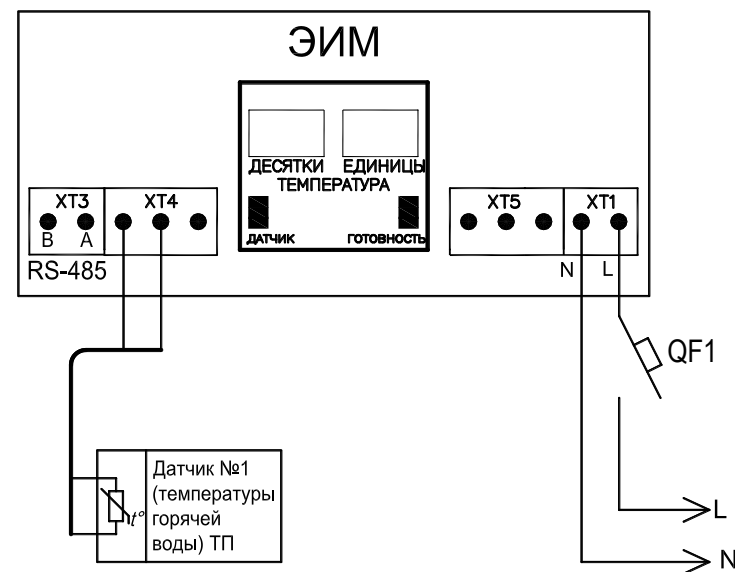 ЭИМ
ДЕСЯТКИ ЕДИНИЦЫ
ТЕМПЕРАТУРА
ДАТЧИК ГОТОВНОСТЬ
XT3 XT4 XT5 XT1
B A
RS-485 N L
QF1
Датчик №1
(температуры
горячей
воды) ТП
t°
L
N